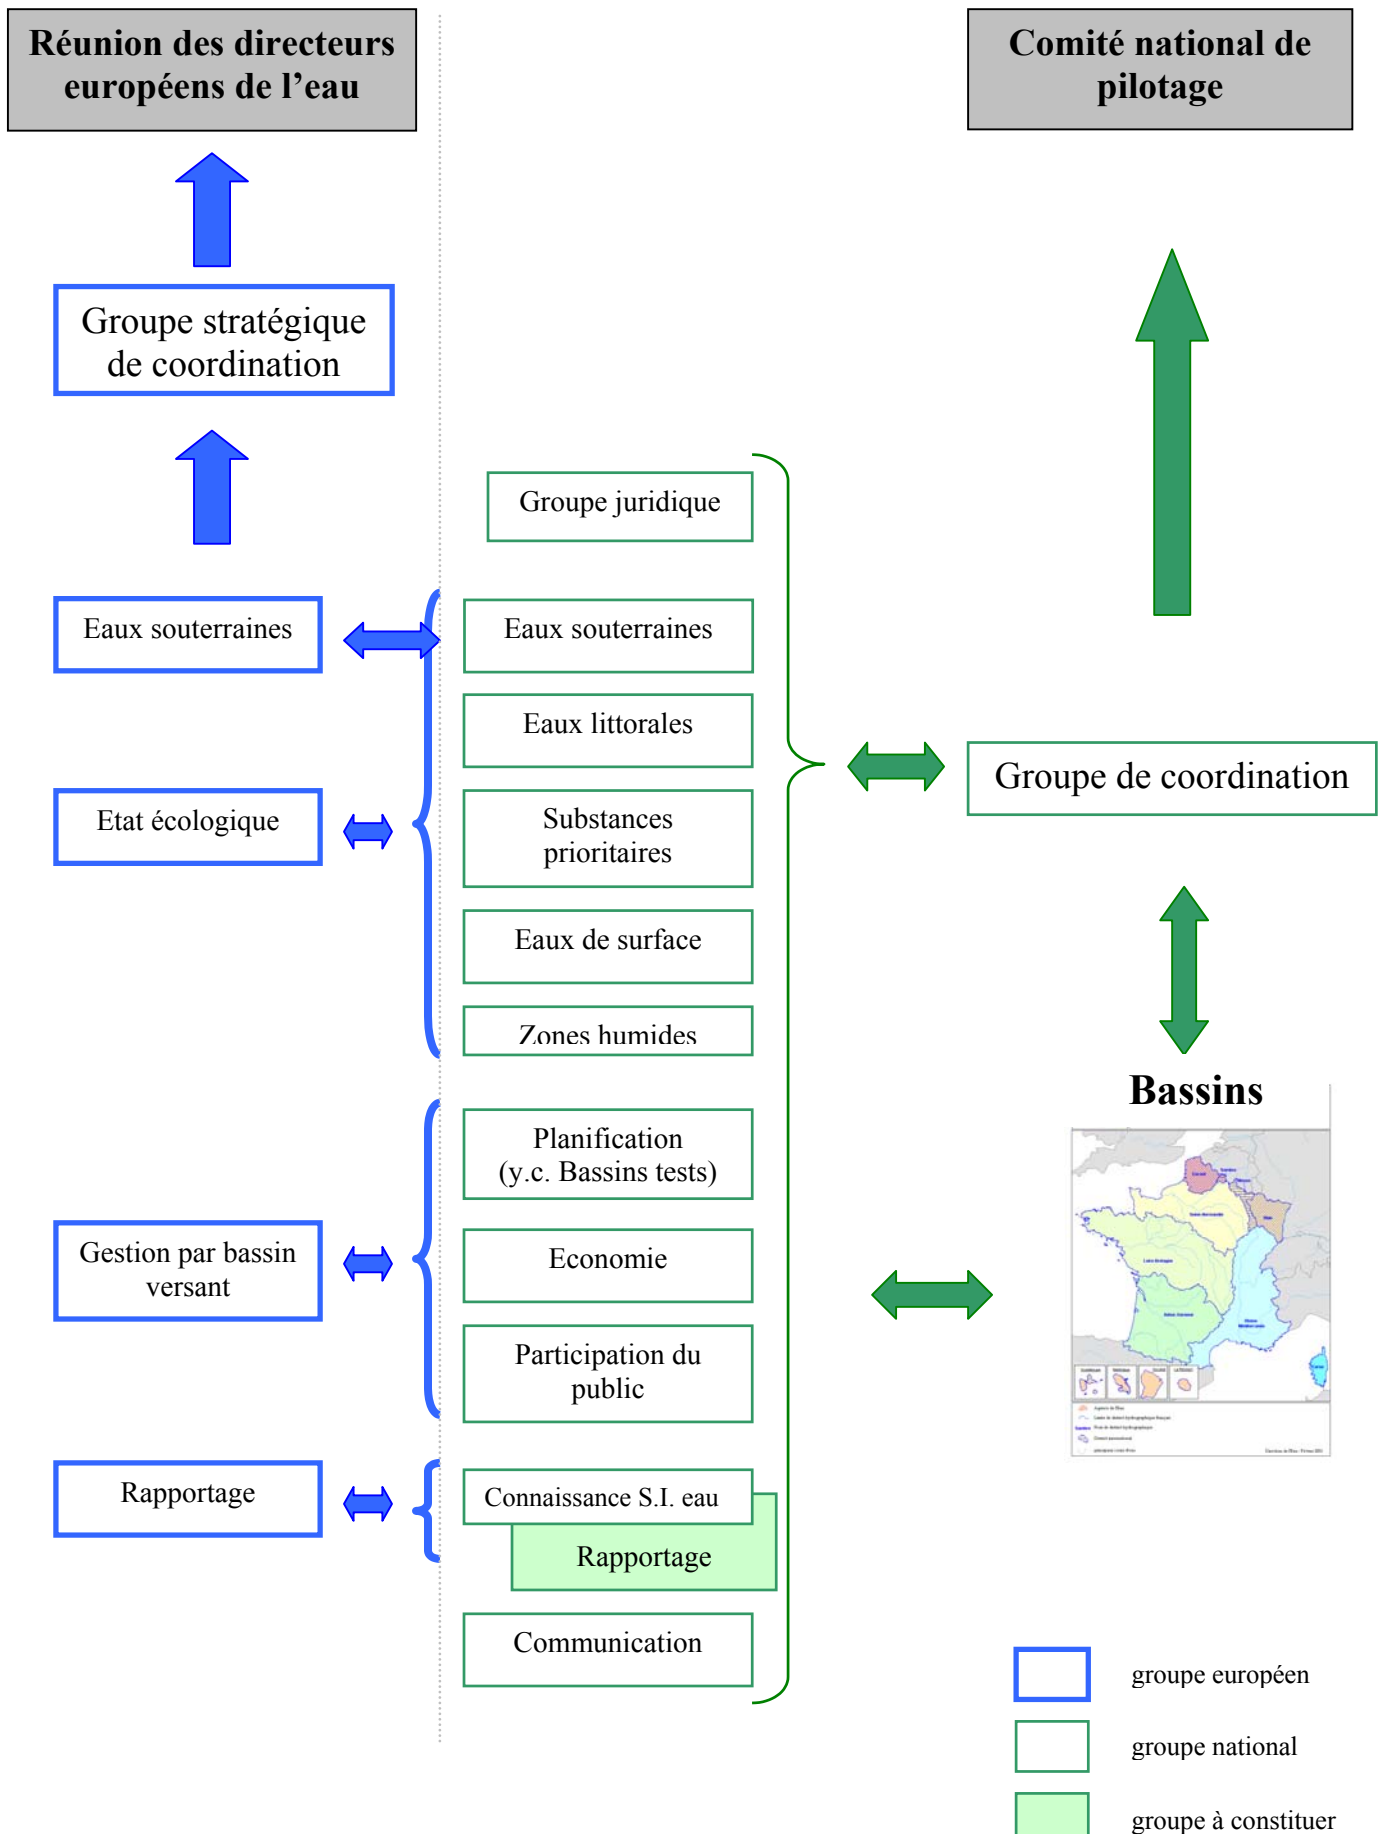 Réunion des directeurs
européens de l'eau
Comité national de
pilotage
Groupe stratégique
de coordination
Groupe juridique
Eaux souterraines
Eaux souterraines
Eaux littorales
Groupe de coordination
Etat écologique
Substances
prioritaires
Eaux de surface
Zones humides
Bassins
Planification
(y.c. Bassins tests)
Gestion par bassin
versant
Economie
Participation du
public
Rapportage
Connaissance S.I. eau
Rapportage
Communication
groupe européen
groupe national
groupe à constituer